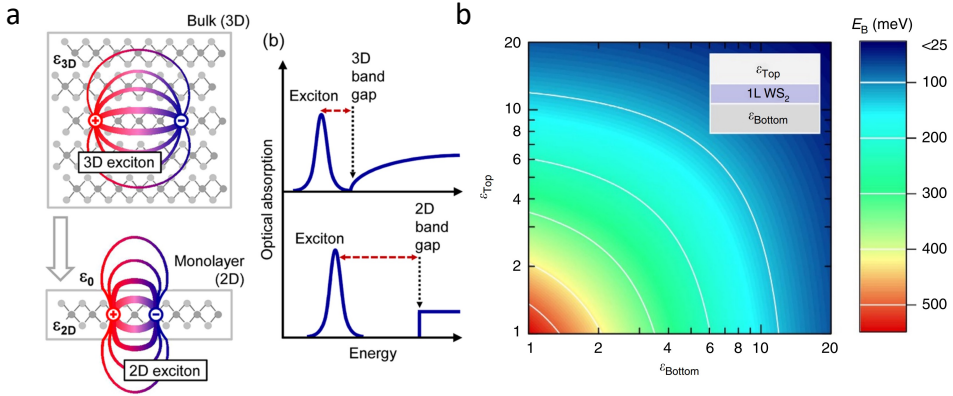 a
Bulk (3D)
ε3D
+
−
3D exciton
ε0
Monolayer
(2D)
ε2D
+
−
2D exciton
(b)
3D
band
gap
Exciton
Optical absorption
2D
band
gap
Exciton
Energy
b
20
10
6
4
2
1
εTop
1
2
4
6
8
10
20
εBottom
εTop
1L WS2
εBottom
EB (meV)
<25
100
200
300
400
500